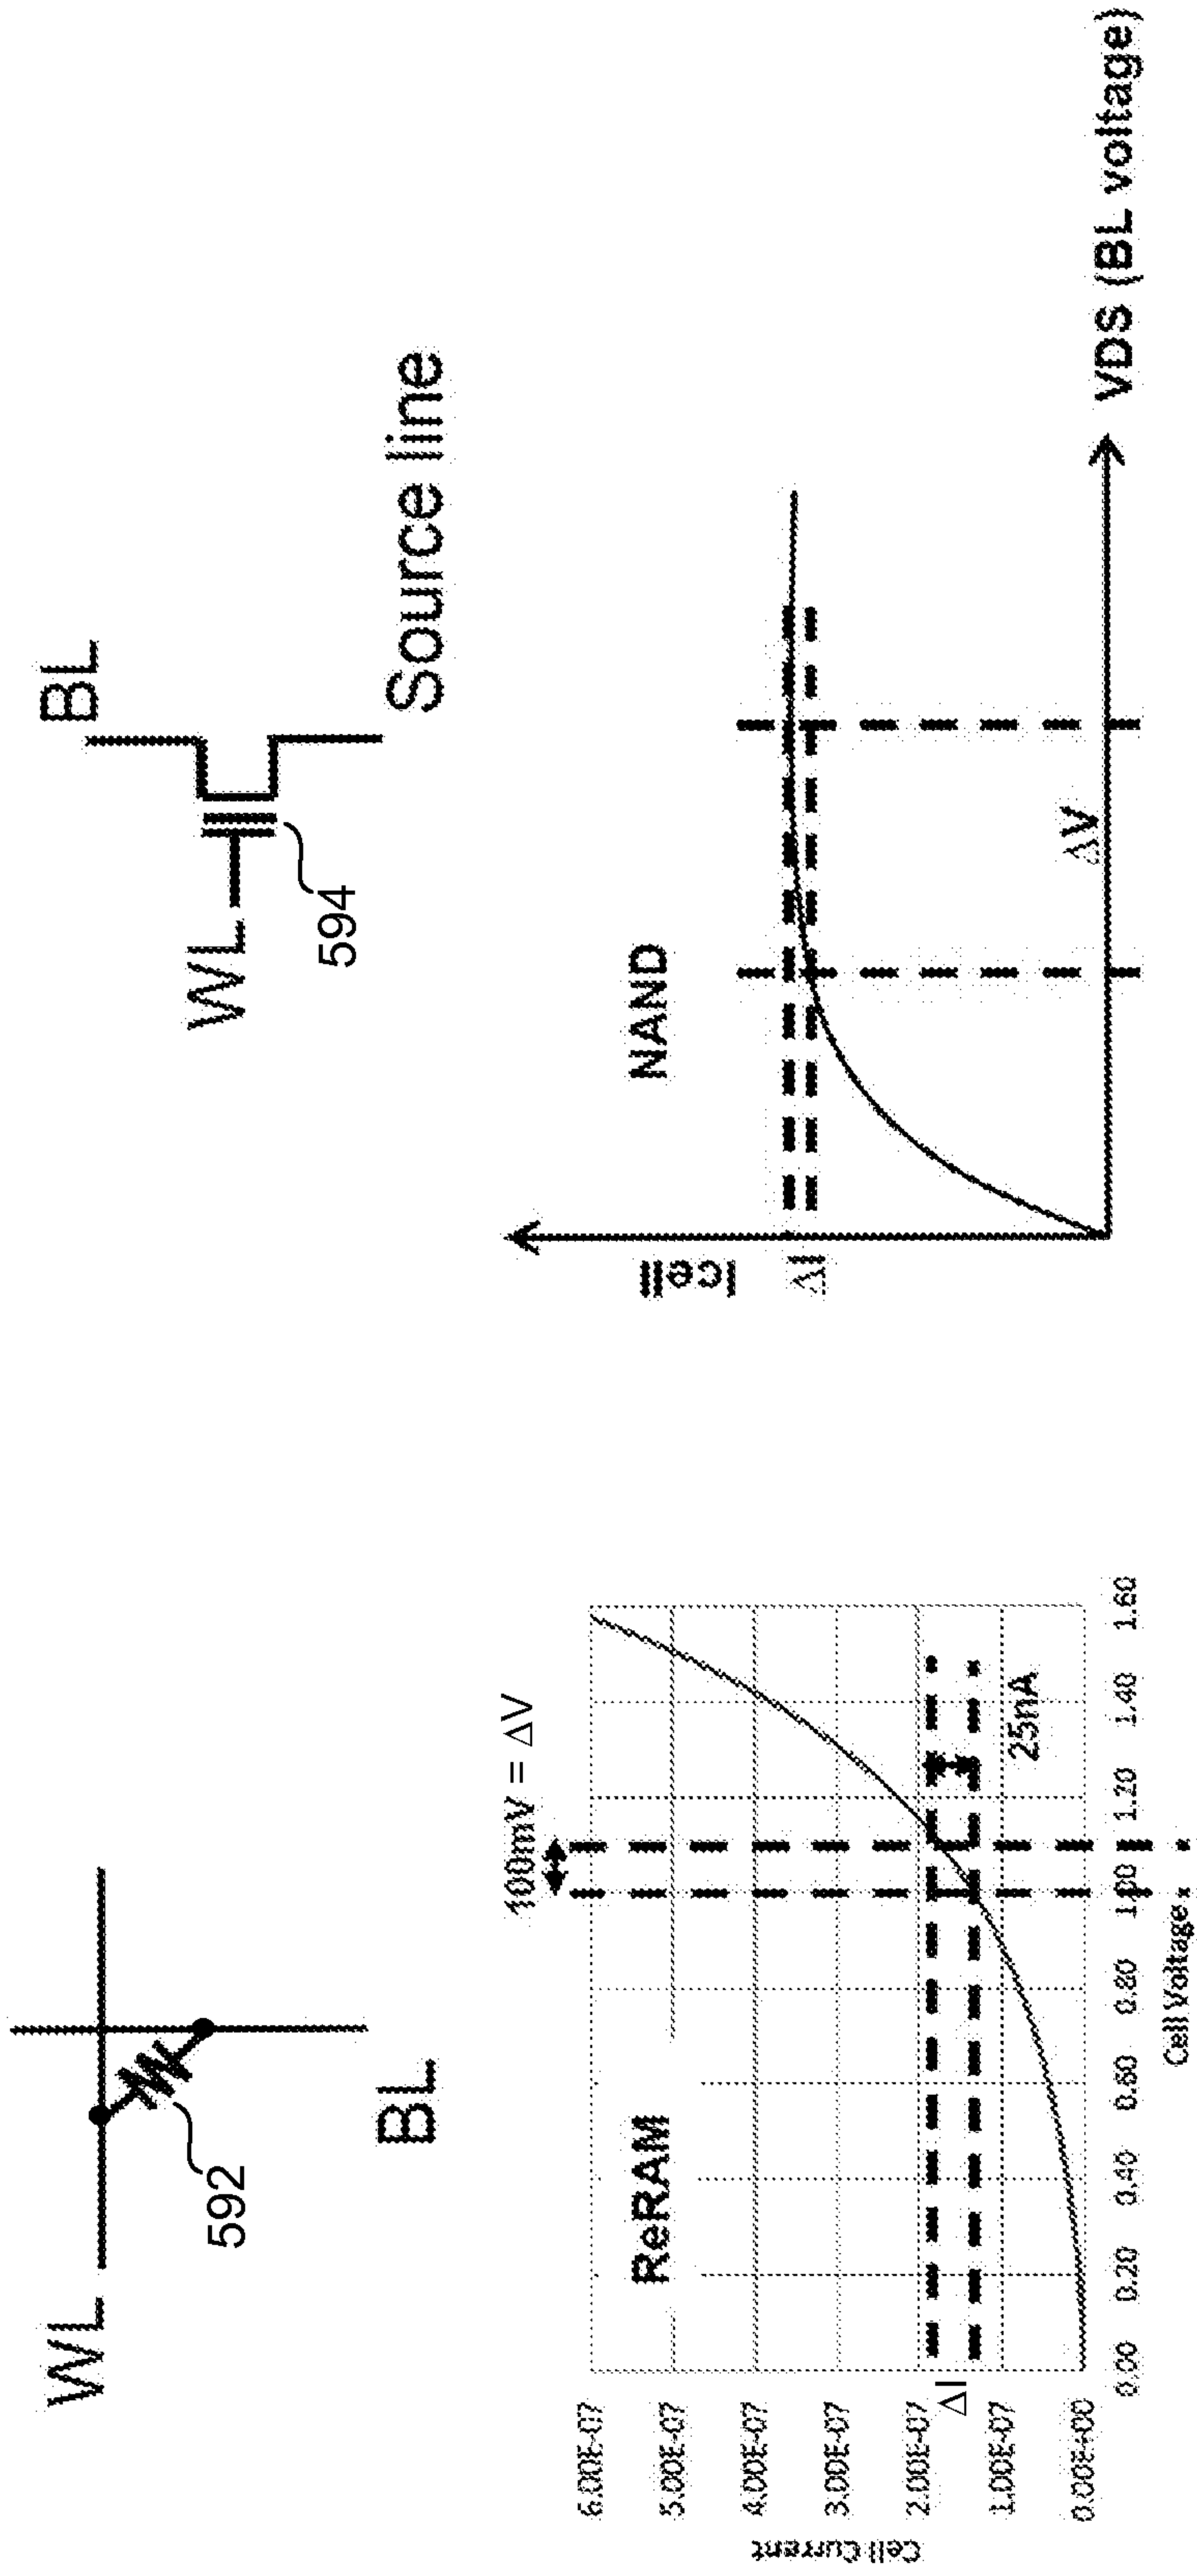 WL
592
BL
100mV = ΔV
ReRAM
6.00E-07
5.00E-07
4.00E-07
3.00E-07
2.00E-07
ΔI
1.00E-07
0.00E+00
Cell Current
25nA
0.00
0.20
0.40
0.60
0.80
1.00
1.20
1.40
1.60
Cell Voltage
BL
WL
594
Source line
NAND
Icell
ΔI
ΔV
VDS (BL voltage)